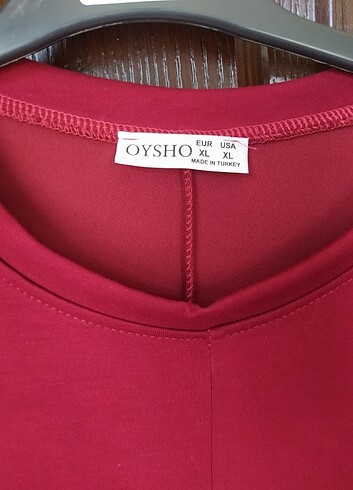 OYSHO
EUR USA
XL XL
MADE IN TURKEY